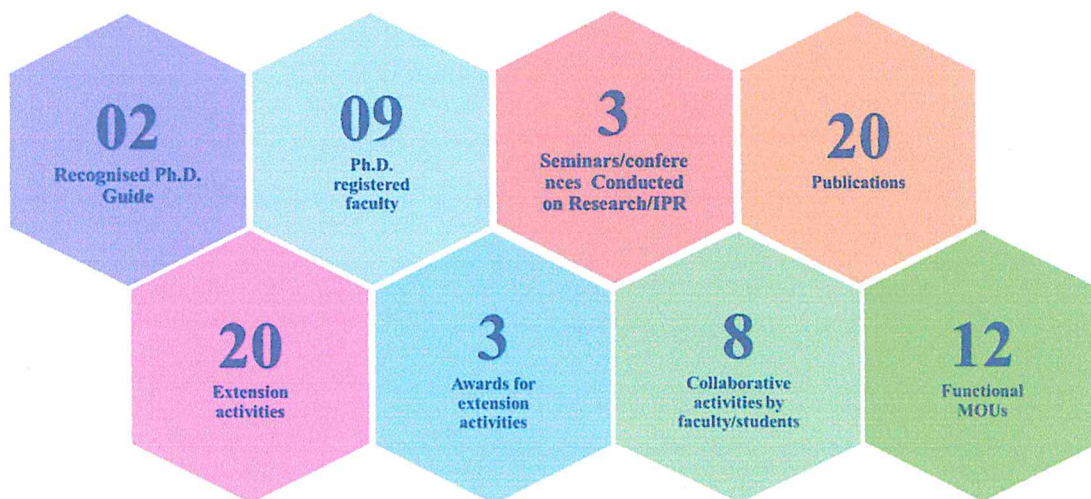 02
Recognised Ph.D.
Guide
09
Ph.D.
registered
faculty
3
Seminars/confere
nces Conducted
on Research/IPR
20
Publications
20
Extension
activities
3
Awards for
extension
activities
8
Collaborative
activities by
faculty/students
12
Functional
MOUs